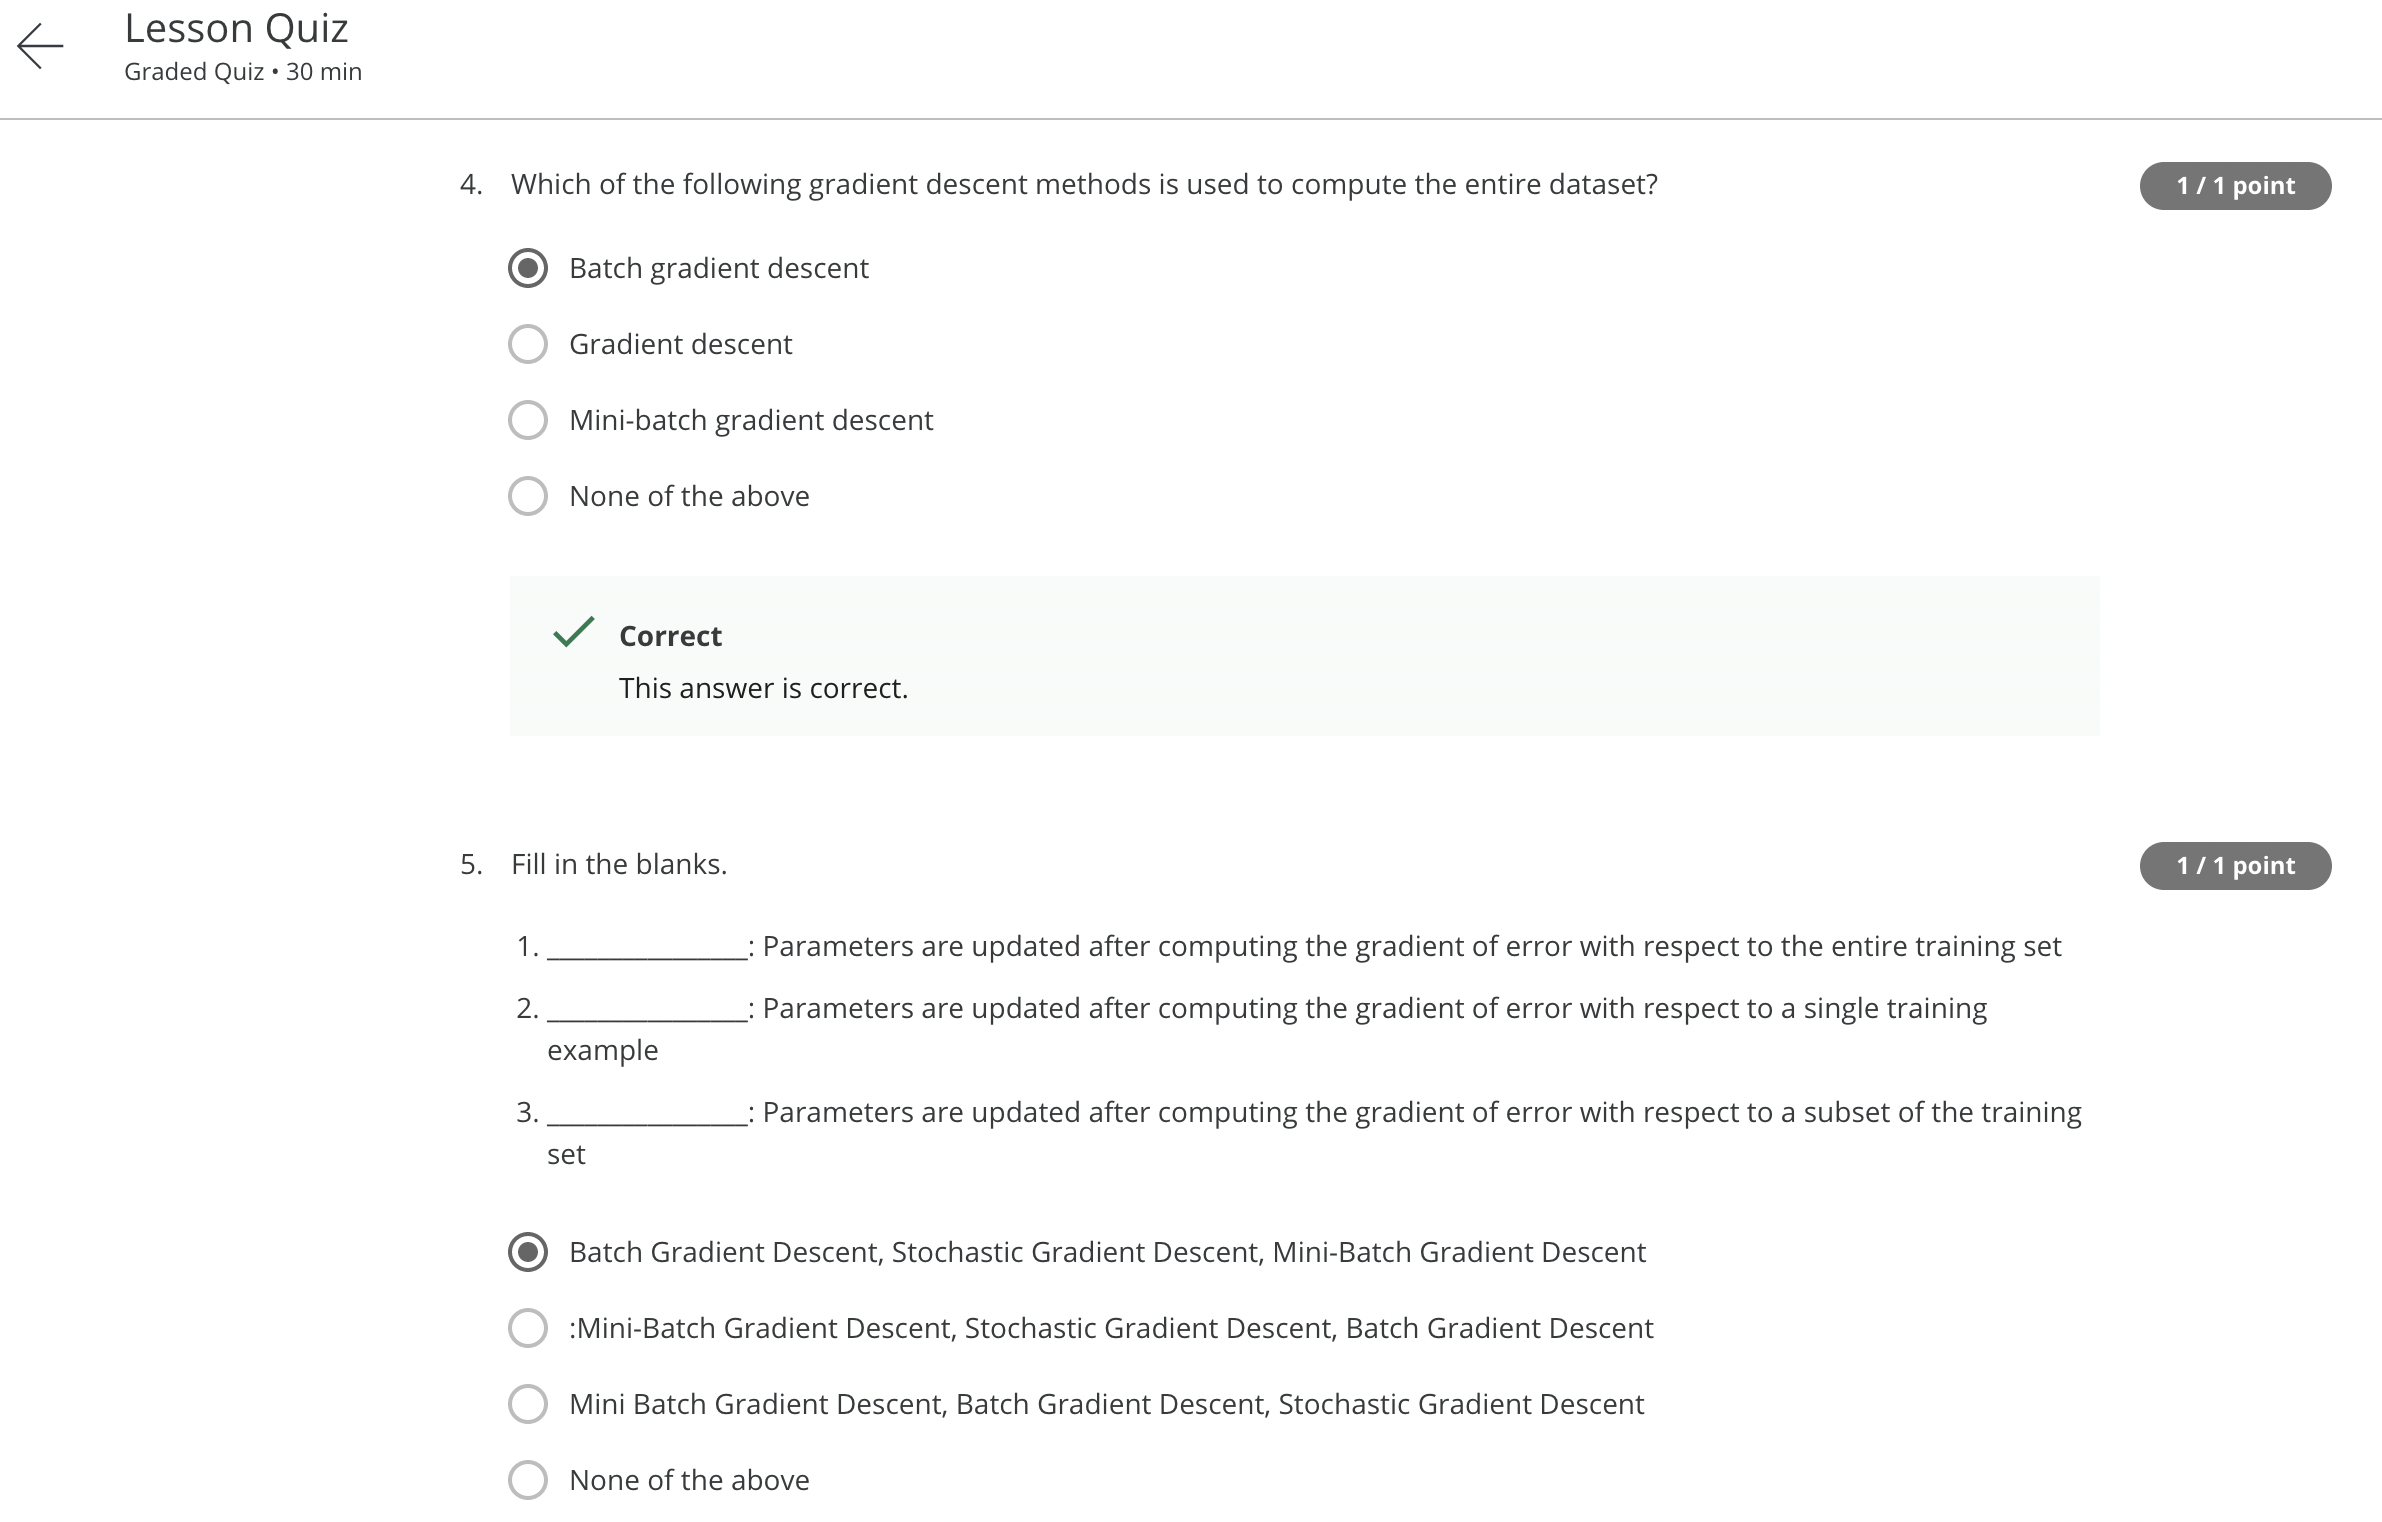 Lesson Quiz
Graded Quiz • 30 min
4. Which of the following gradient descent methods is used to compute the entire dataset?
1 / 1 point
Batch gradient descent
Gradient descent
Mini-batch gradient descent
None of the above
Correct
This answer is correct.
5. Fill in the blanks.
1 / 1 point
1. ______________: Parameters are updated after computing the gradient of error with respect to the entire training set
2. ______________: Parameters are updated after computing the gradient of error with respect to a single training
example
3. ______________: Parameters are updated after computing the gradient of error with respect to a subset of the training
set
Batch Gradient Descent, Stochastic Gradient Descent, Mini-Batch Gradient Descent
:Mini-Batch Gradient Descent, Stochastic Gradient Descent, Batch Gradient Descent
Mini Batch Gradient Descent, Batch Gradient Descent, Stochastic Gradient Descent
None of the above